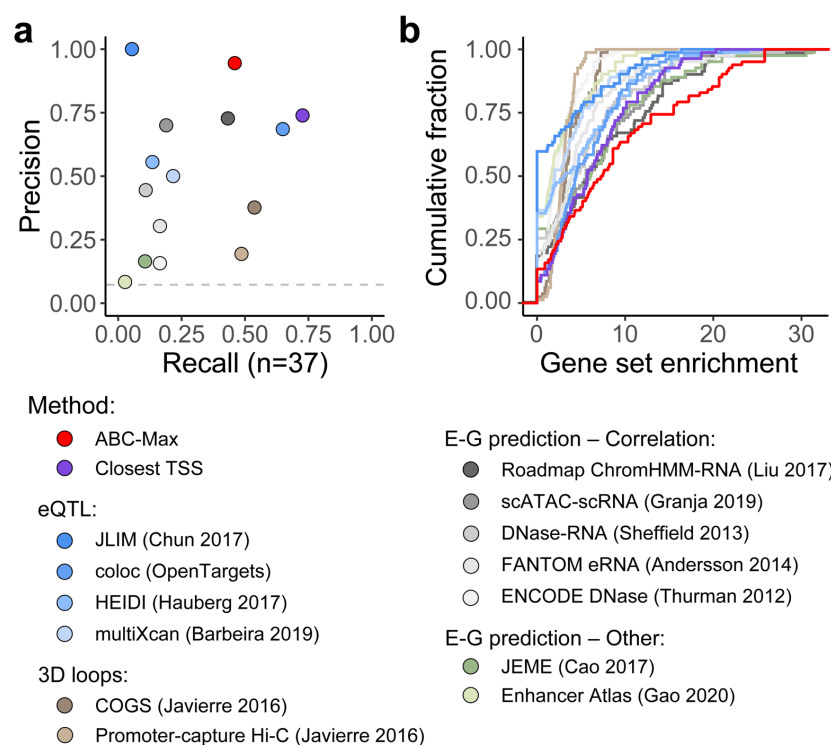 a
1.00
0.75
0.50
0.25
0.00
Precision
0.00 0.25 0.50 0.75 1.00
Recall (n=37)
b
1.00
0.75
0.50
0.25
0.00
Cumulative fraction
0 10 20 30
Gene set enrichment
Method:
ABC-Max
Closest TSS
eQTL:
JLIM (Chun 2017)
coloc (OpenTargets)
HEIDI (Hauberg 2017)
multiXcan (Barbeira 2019)
3D loops:
COGS (Javierre 2016)
Promoter-capture Hi-C (Javierre 2016)
E-G prediction – Correlation:
Roadmap ChromHMM-RNA (Liu 2017)
scATAC-scRNA (Granja 2019)
DNase-RNA (Sheffield 2013)
FANTOM eRNA (Andersson 2014)
ENCODE DNase (Thurman 2012)
E-G prediction – Other:
JEME (Cao 2017)
Enhancer Atlas (Gao 2020)